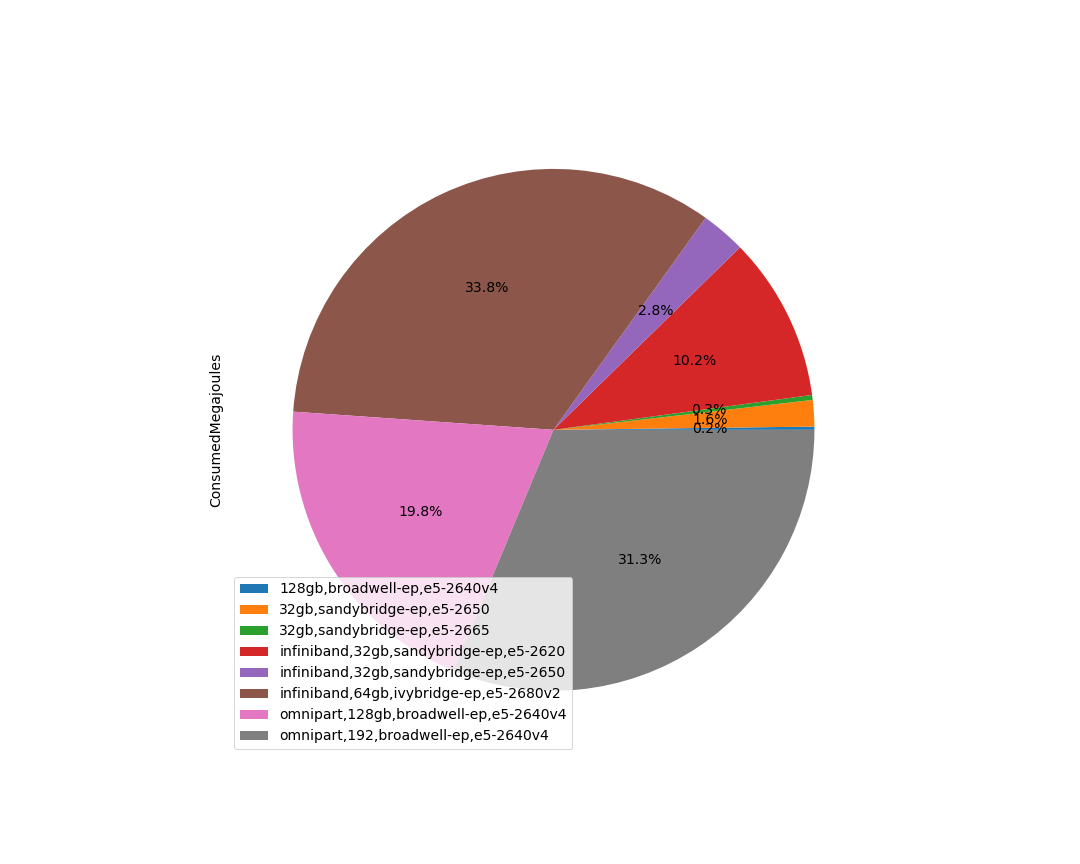 33.8%
2.8%
10.2%
0.3%
1.6%
0.2%
ConsumedMegajoules
19.8%
31.3%
128gb,broadwell-ep,e5-2640v4
32gb,sandybridge-ep,e5-2650
32gb,sandybridge-ep,e5-2665
infiniband,32gb,sandybridge-ep,e5-2620
infiniband,32gb,sandybridge-ep,e5-2650
infiniband,64gb,ivybridge-ep,e5-2680v2
omnipart,128gb,broadwell-ep,e5-2640v4
omnipart,192,broadwell-ep,e5-2640v4